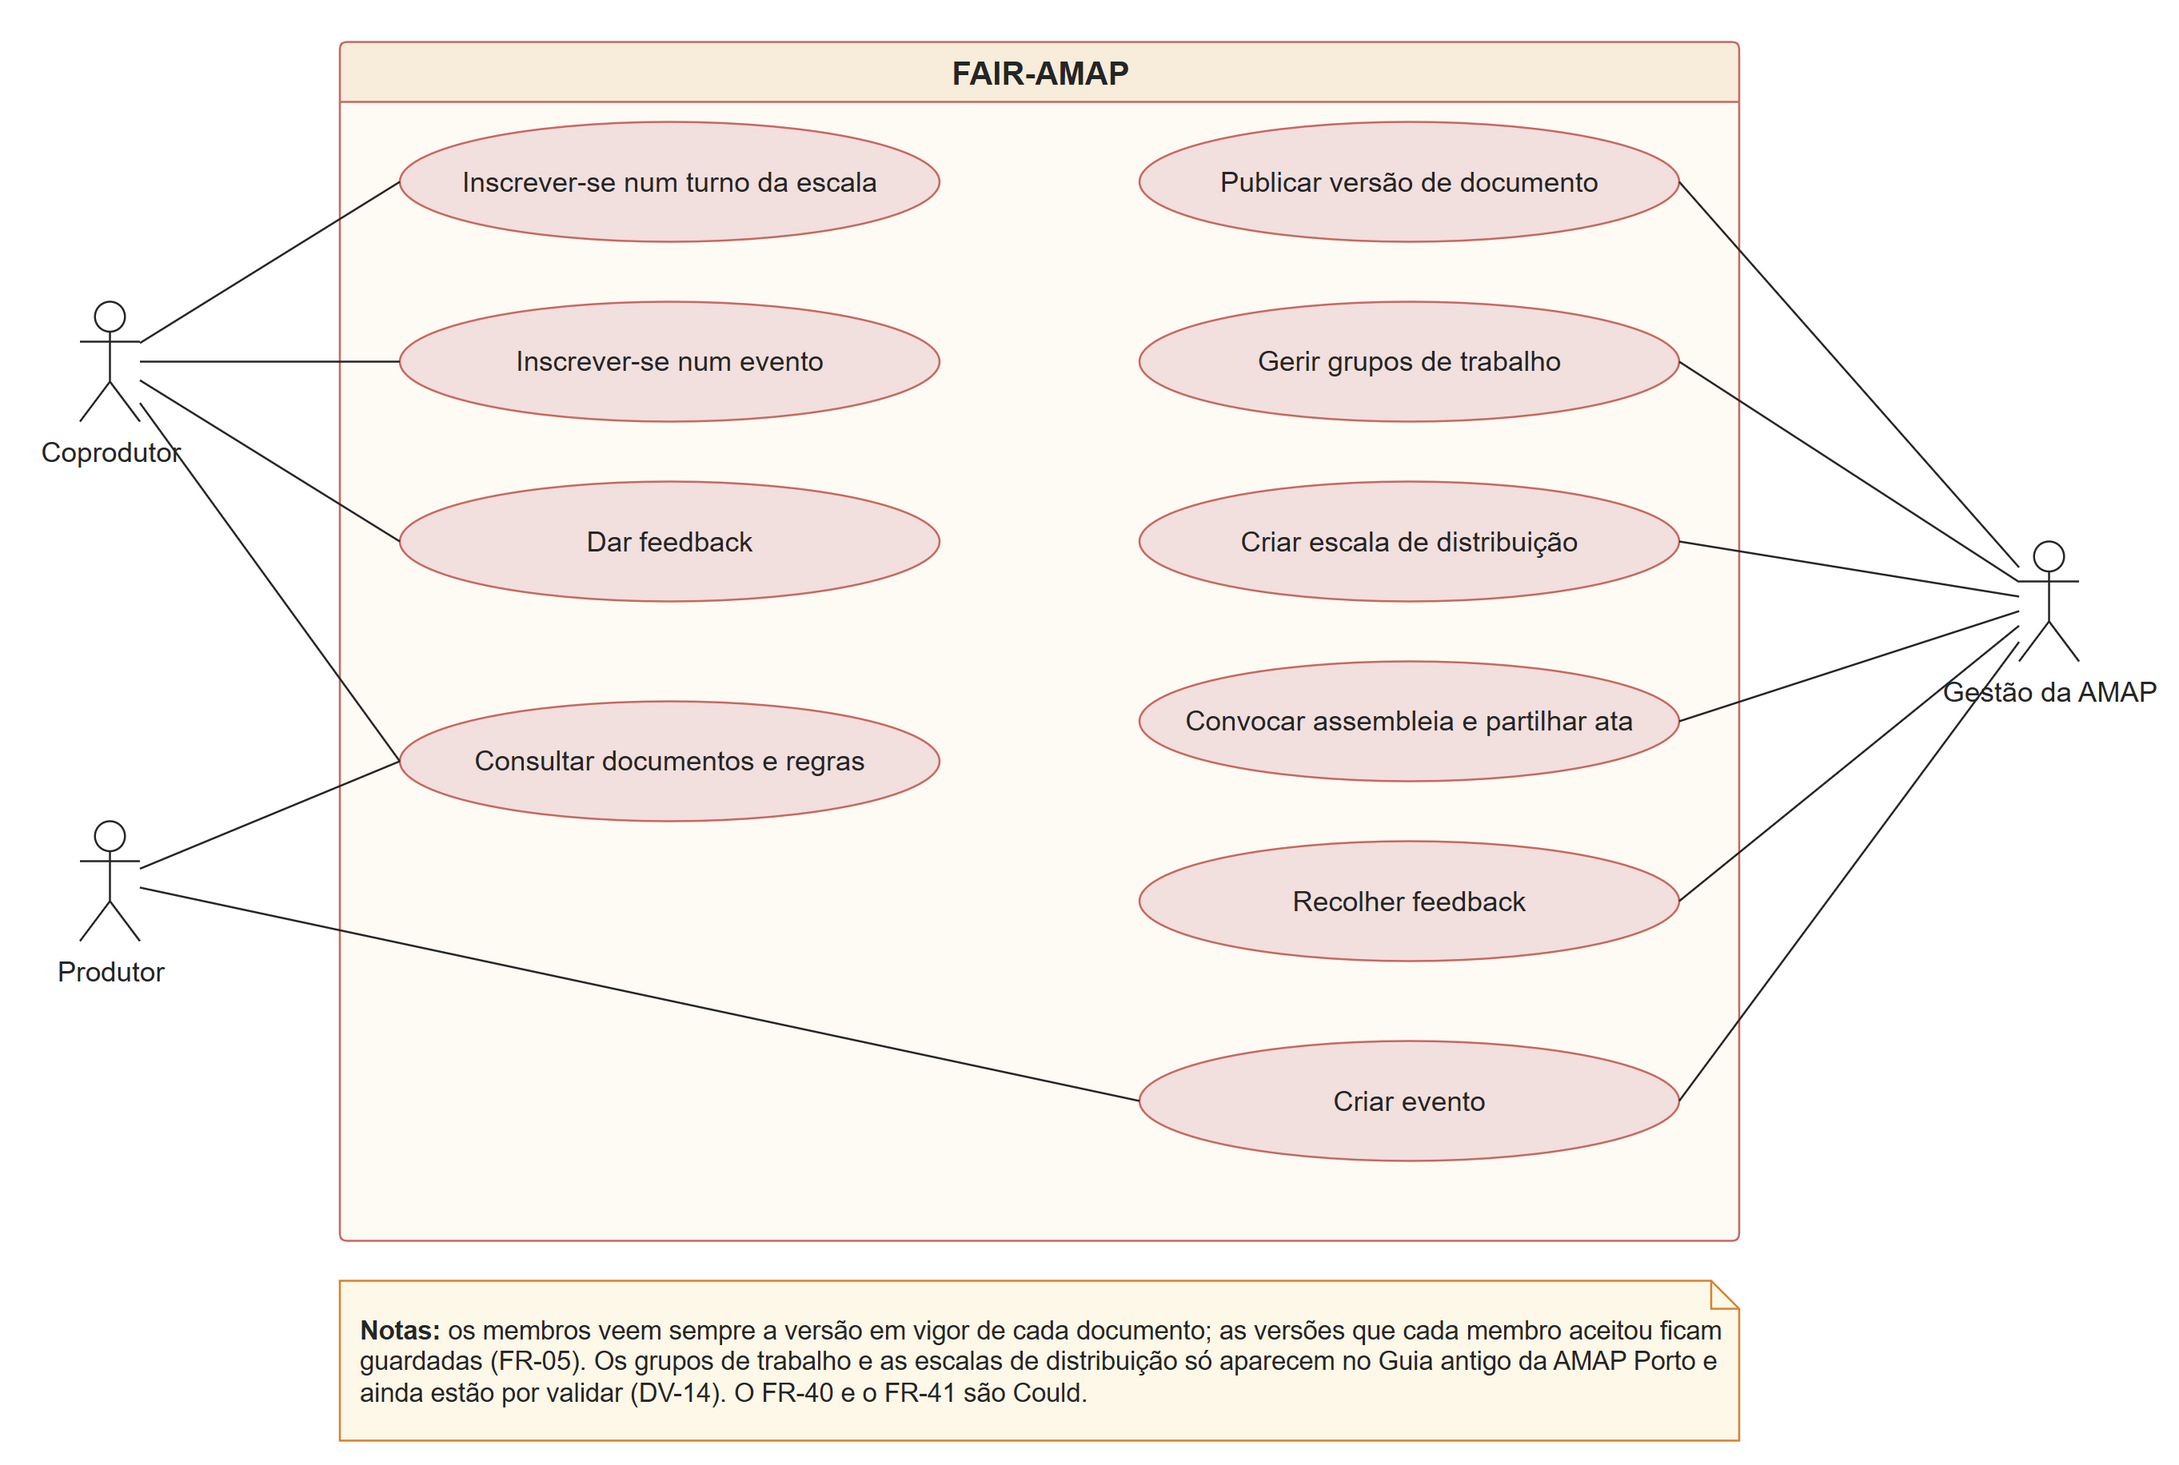 FAIR-AMAP
Inscrever-se num turno da escala
Publicar versão de documento
Inscrever-se num evento
Gerir grupos de trabalho
Coprodutor
Dar feedback
Criar escala de distribuição
Gestão da AMAP
Convocar assembleia e partilhar ata
Consultar documentos e regras
Recolher feedback
Produtor
Criar evento
Notas: os membros veem sempre a versão em vigor de cada documento; as versões que cada membro aceitou ficam
guardadas (FR-05). Os grupos de trabalho e as escalas de distribuição só aparecem no Guia antigo da AMAP Porto e
ainda estão por validar (DV-14). O FR-40 e o FR-41 são Could.